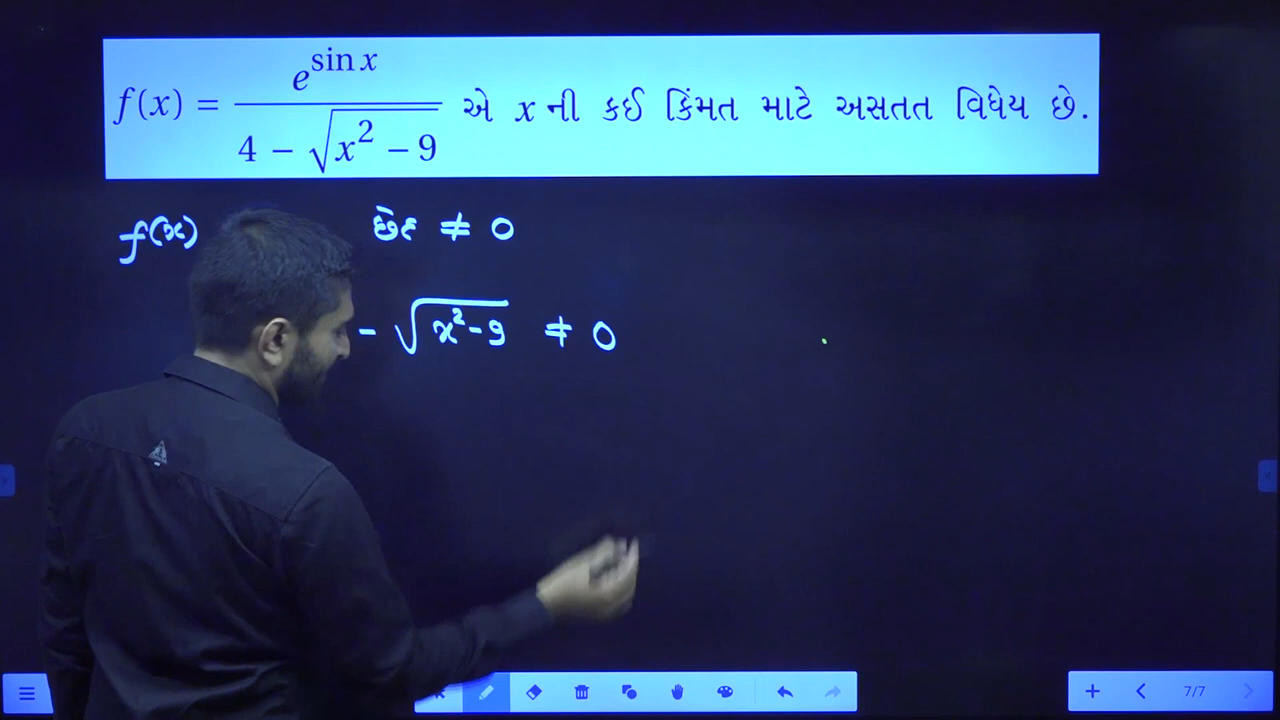 f(x) = e^{sin x} / (4 − √(x² − 9)) એ x ની કઈ કિંમત માટે અસતત વિધેય છે.
f(x) છેદ ≠ 0
− √(x²−9) ≠ 0
7/7